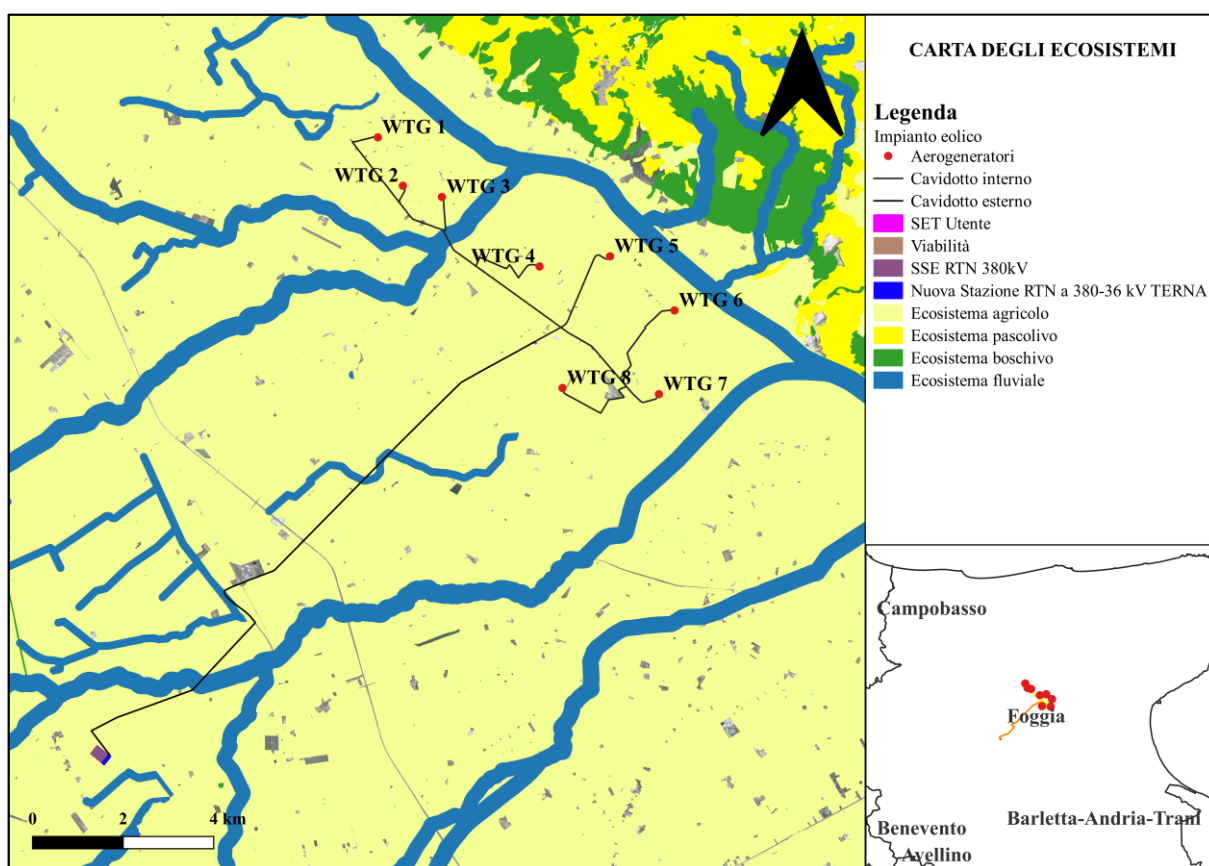 CARTA DEGLI ECOSISTEMI
Legenda
Impianto eolico
Aerogeneratori
Cavidotto interno
Cavidotto esterno
SET Utente
Viabilità
SSE RTN 380kV
Nuova Stazione RTN a 380-36 kV TERNA
Ecosistema agricolo
Ecosistema pascolivo
Ecosistema boschivo
Ecosistema fluviale
WTG 1
WTG 2
WTG 3
WTG 4
WTG 5
WTG 6
WTG 8
WTG 7
0 2 4 km
Campobasso
Foggia
Barletta-Andria-Trani
Benevento
Avellino